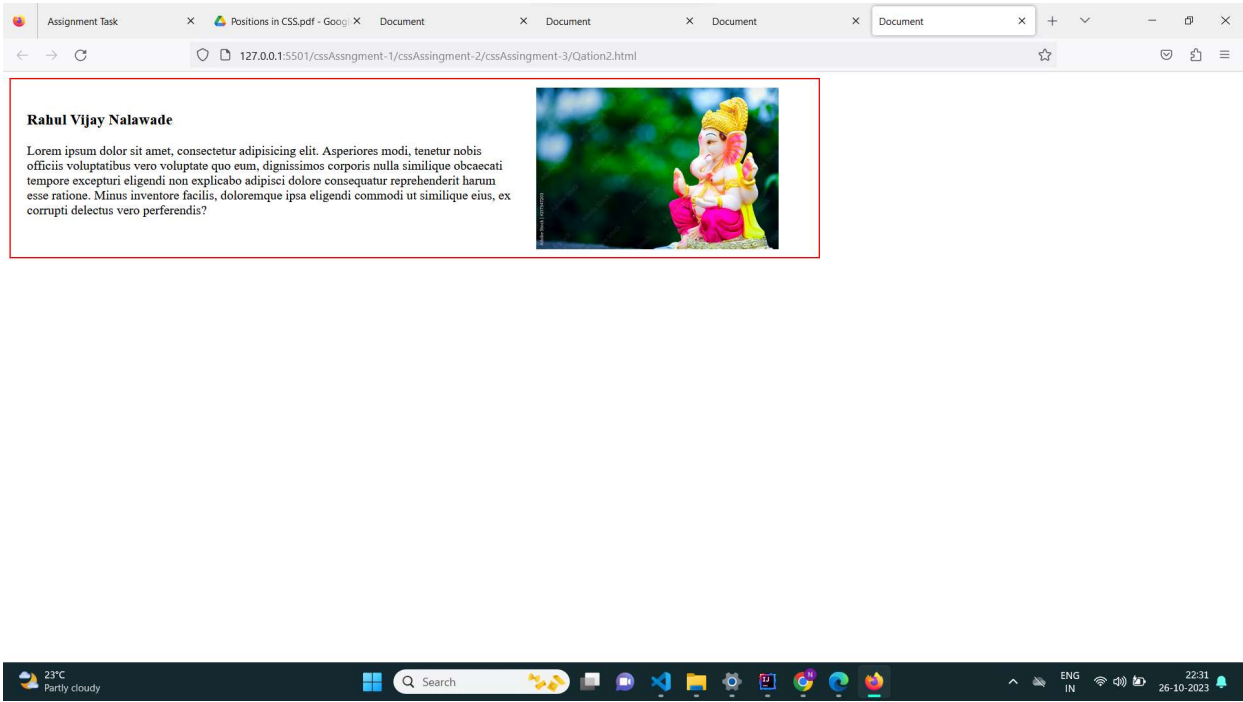 Assignment Task
Positions in CSS.pdf - Goog
Document
Document
Document
Document
127.0.0.1:5501/cssAssngment-1/cssAssingment-2/cssAssingment-3/Qation2.html
Rahul Vijay Nalawade
Lorem ipsum dolor sit amet, consectetur adipisicing elit. Asperiores modi, tenetur nobis
officiis voluptatibus vero voluptate quo eum, dignissimos corporis nulla similique obcaecati
tempore excepturi eligendi non explicabo adipisci dolore consequatur reprehenderit harum
esse ratione. Minus inventore facilis, doloremque ipsa eligendi commodi ut similique eius, ex
corrupti delectus vero perferendis?
23°C
Partly cloudy
Search
ENG
IN
22:31
26-10-2023